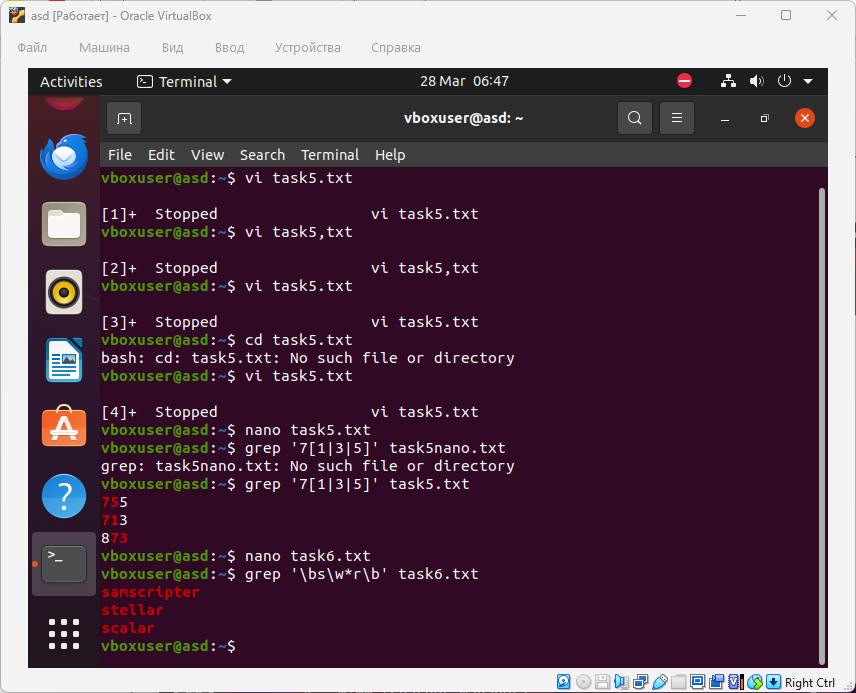 asd [Работает] - Oracle VirtualBox
Файл Машина Вид Ввод Устройства Справка
Activities Terminal 28 Mar 06:47
vboxuser@asd: ~
File Edit View Search Terminal Help
vboxuser@asd:~$ vi task5.txt
[1]+  Stopped                 vi task5.txt
vboxuser@asd:~$ vi task5,txt
[2]+  Stopped                 vi task5,txt
vboxuser@asd:~$ vi task5.txt
[3]+  Stopped                 vi task5.txt
vboxuser@asd:~$ cd task5.txt
bash: cd: task5.txt: No such file or directory
vboxuser@asd:~$ vi task5.txt
[4]+  Stopped                 vi task5.txt
vboxuser@asd:~$ nano task5.txt
vboxuser@asd:~$ grep '7[1|3|5]' task5nano.txt
grep: task5nano.txt: No such file or directory
vboxuser@asd:~$ grep '7[1|3|5]' task5.txt
755
713
873
vboxuser@asd:~$ nano task6.txt
vboxuser@asd:~$ grep '\bs\w*r\b' task6.txt
samscripter
stellar
scalar
vboxuser@asd:~$
Right Ctrl